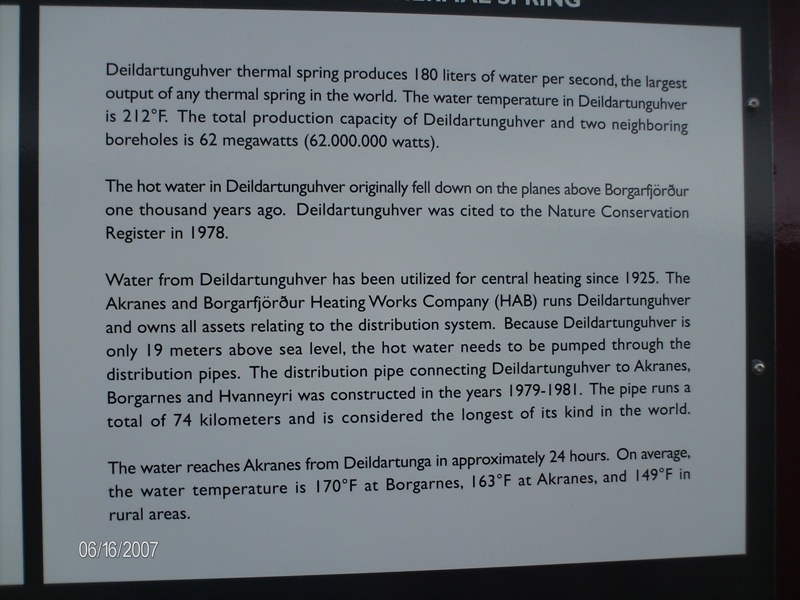 THERMAL SPRING
Deildartunguhver thermal spring produces 180 liters of water per second, the largest
output of any thermal spring in the world. The water temperature in Deildartunguhver
is 212°F. The total production capacity of Deildartunguhver and two neighboring
boreholes is 62 megawatts (62.000.000 watts).
The hot water in Deildartunguhver originally fell down on the planes above Borgarfjörður
one thousand years ago. Deildartunguhver was cited to the Nature Conservation
Register in 1978.
Water from Deildartunguhver has been utilized for central heating since 1925. The
Akranes and Borgarfjörður Heating Works Company (HAB) runs Deildartunguhver
and owns all assets relating to the distribution system. Because Deildartunguhver is
only 19 meters above sea level, the hot water needs to be pumped through the
distribution pipes. The distribution pipe connecting Deildartunguhver to Akranes,
Borgarnes and Hvanneyri was constructed in the years 1979-1981. The pipe runs a
total of 74 kilometers and is considered the longest of its kind in the world.
The water reaches Akranes from Deildartunga in approximately 24 hours. On average,
the water temperature is 170°F at Borgarnes, 163°F at Akranes, and 149°F in
rural areas.
06/16/2007